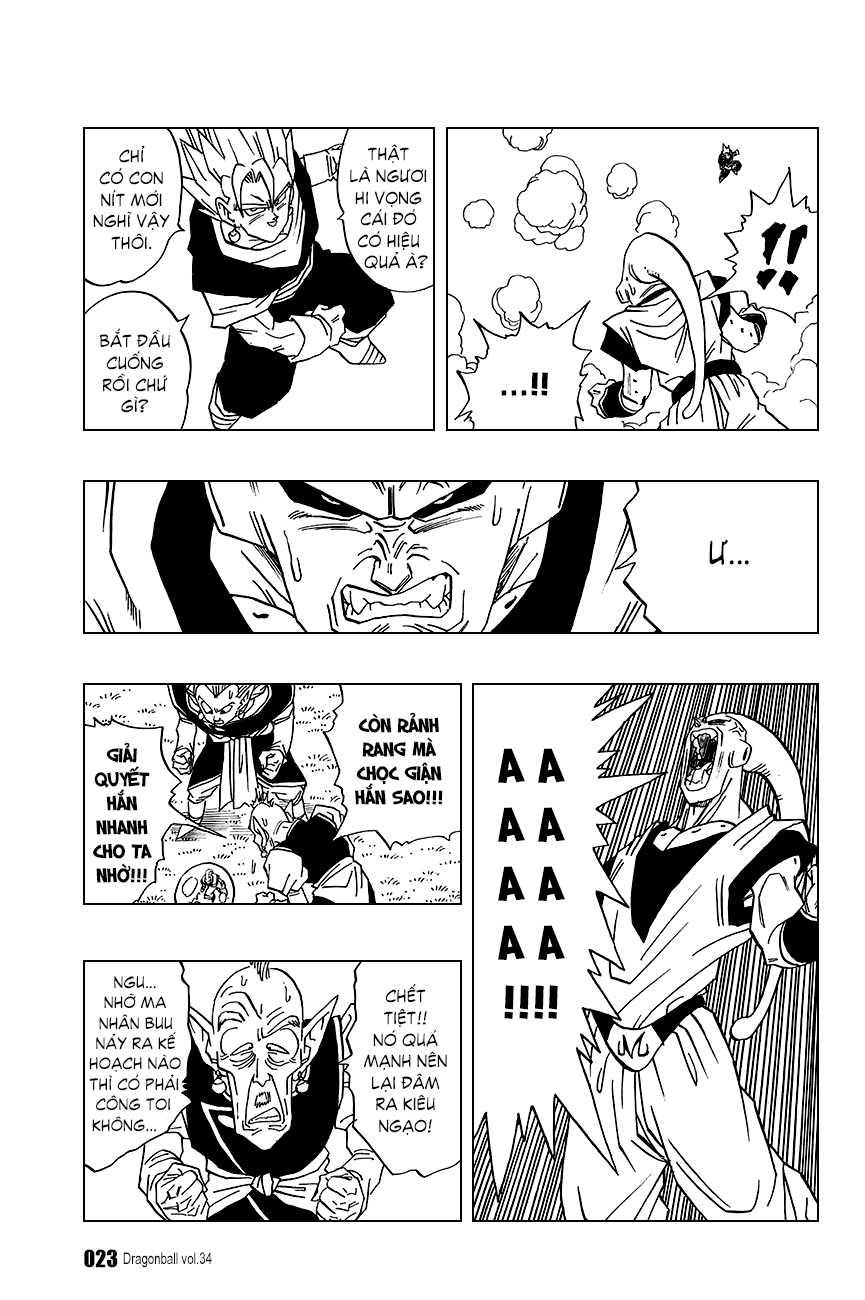 !!
...!!
THẬT
LÀ NGƯƠI
HI VỌNG
CÁI ĐÓ
CÓ HIỆU
QUẢ À?
CHỈ
CÓ CON
NÍT MỚI
NGHĨ VẬY
THÔI.
BẮT ĐẦU
CUỐNG
RỒI CHỨ
GÌ?
Ư...
A A
A A
A A
A A
!!!!
CÒN RẢNH
RANG MÀ
CHỌC GIẬN
HẮN SAO!!!
GIẢI
QUYẾT
HẮN
NHANH
CHO TA
NHỜ!!!
CHẾT
TIỆT!!
NÓ QUÁ
MẠNH NÊN
LẠI ĐÂM
RA KIÊU
NGẠO!
NGU...
NHỠ MA
NHÂN BUU
NẢY RA KẾ
HOẠCH NÀO
THÌ CÓ PHẢI
CÔNG TOI
KHÔNG...
023 Dragonball vol.34